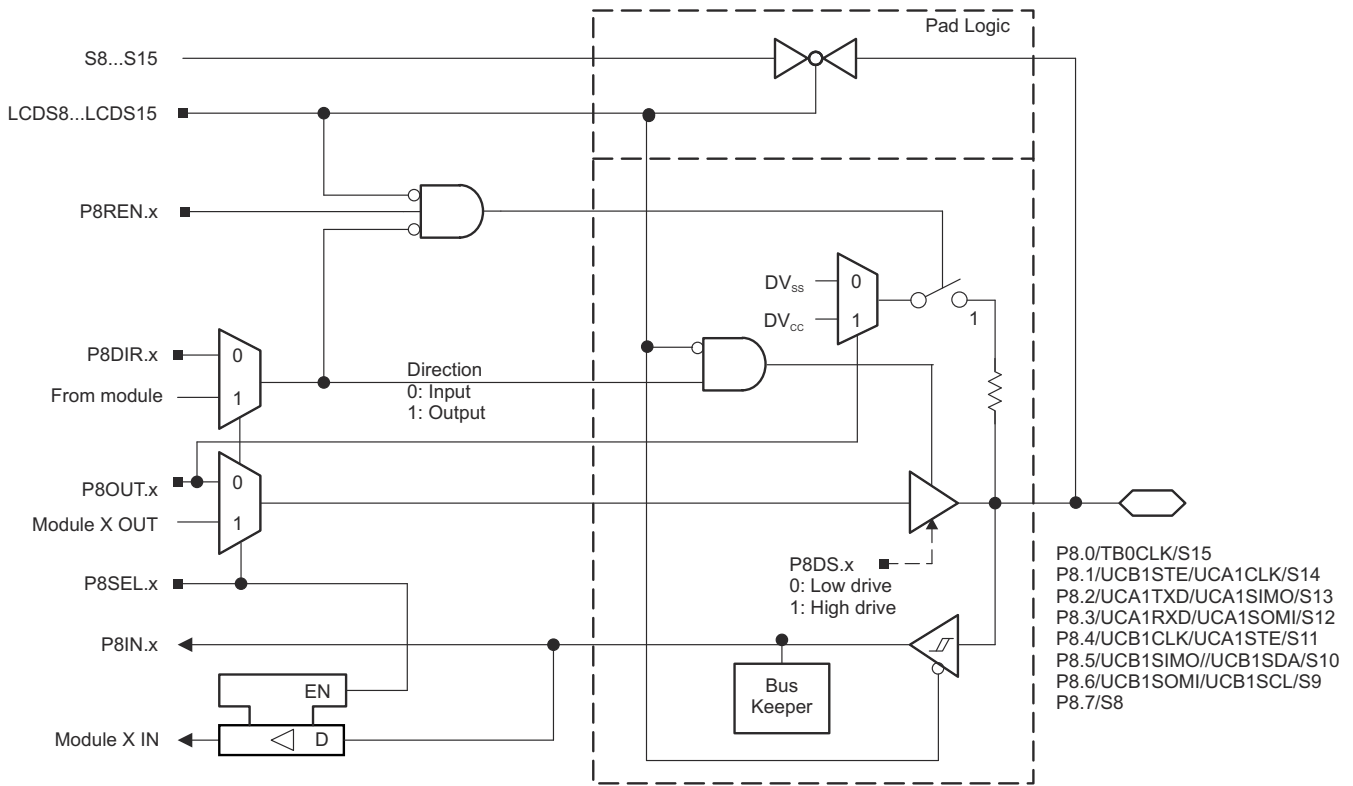 Pad Logic
S8...S15
LCDS8...LCDS15
P8REN.x
DVSS
0
DVCC
1
1
P8DIR.x
0
From module
1
Direction
0: Input
1: Output
P8OUT.x
0
Module X OUT
1
P8SEL.x
P8DS.x
0: Low drive
1: High drive
P8IN.x
EN
Bus
Keeper
Module X IN
D
P8.0/TB0CLK/S15
P8.1/UCB1STE/UCA1CLK/S14
P8.2/UCA1TXD/UCA1SIMO/S13
P8.3/UCA1RXD/UCA1SOMI/S12
P8.4/UCB1CLK/UCA1STE/S11
P8.5/UCB1SIMO//UCB1SDA/S10
P8.6/UCB1SOMI/UCB1SCL/S9
P8.7/S8